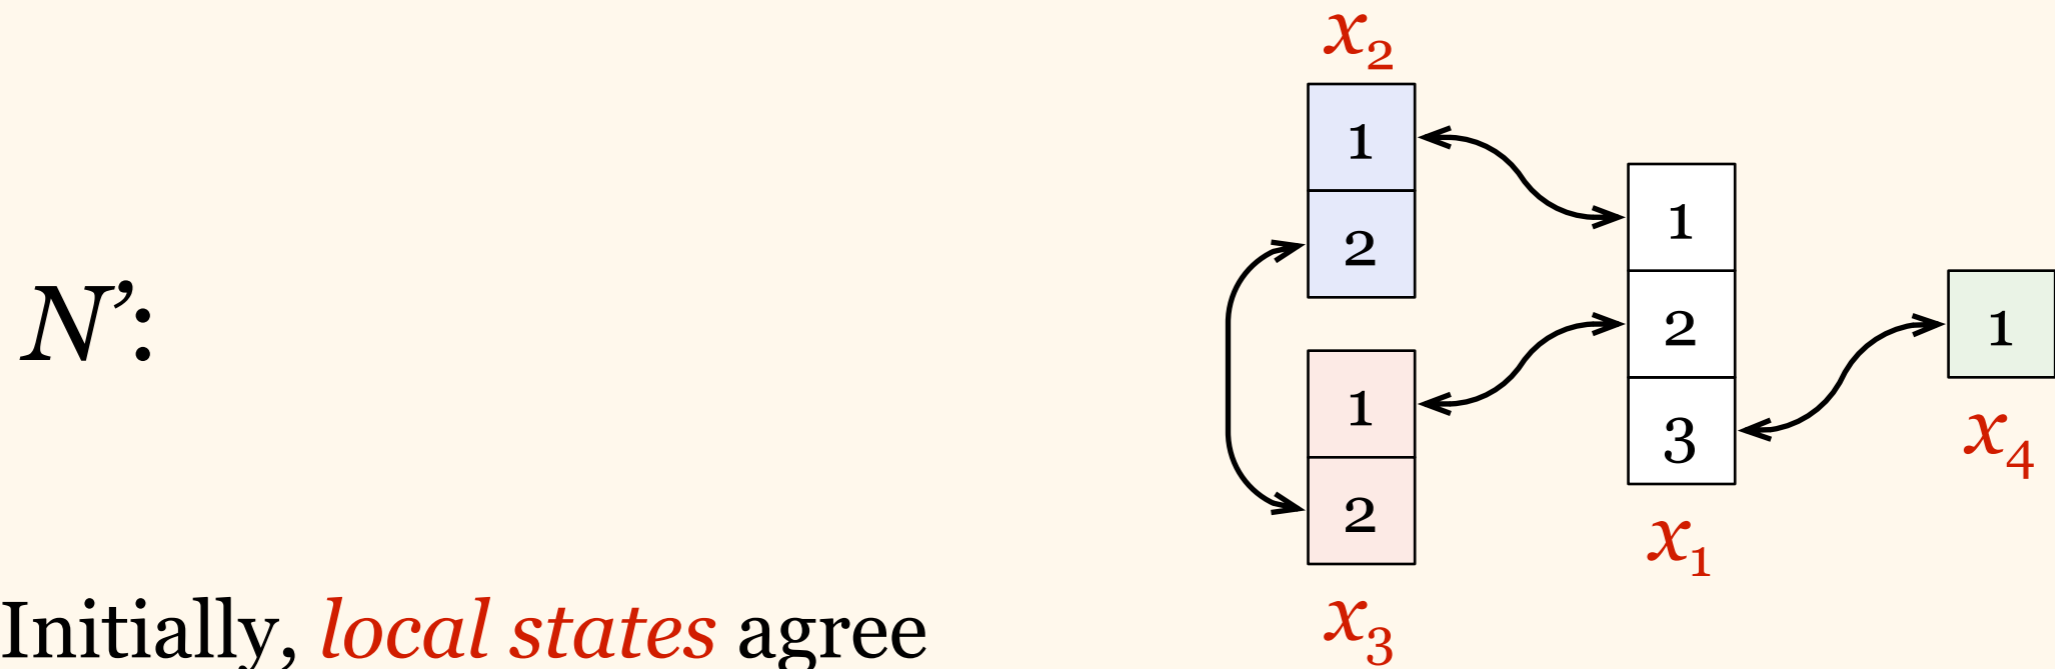 x₂
1
2
1
2
3
1
N’:
1
2
x₄
x₁
x₃
Initially, local states agree